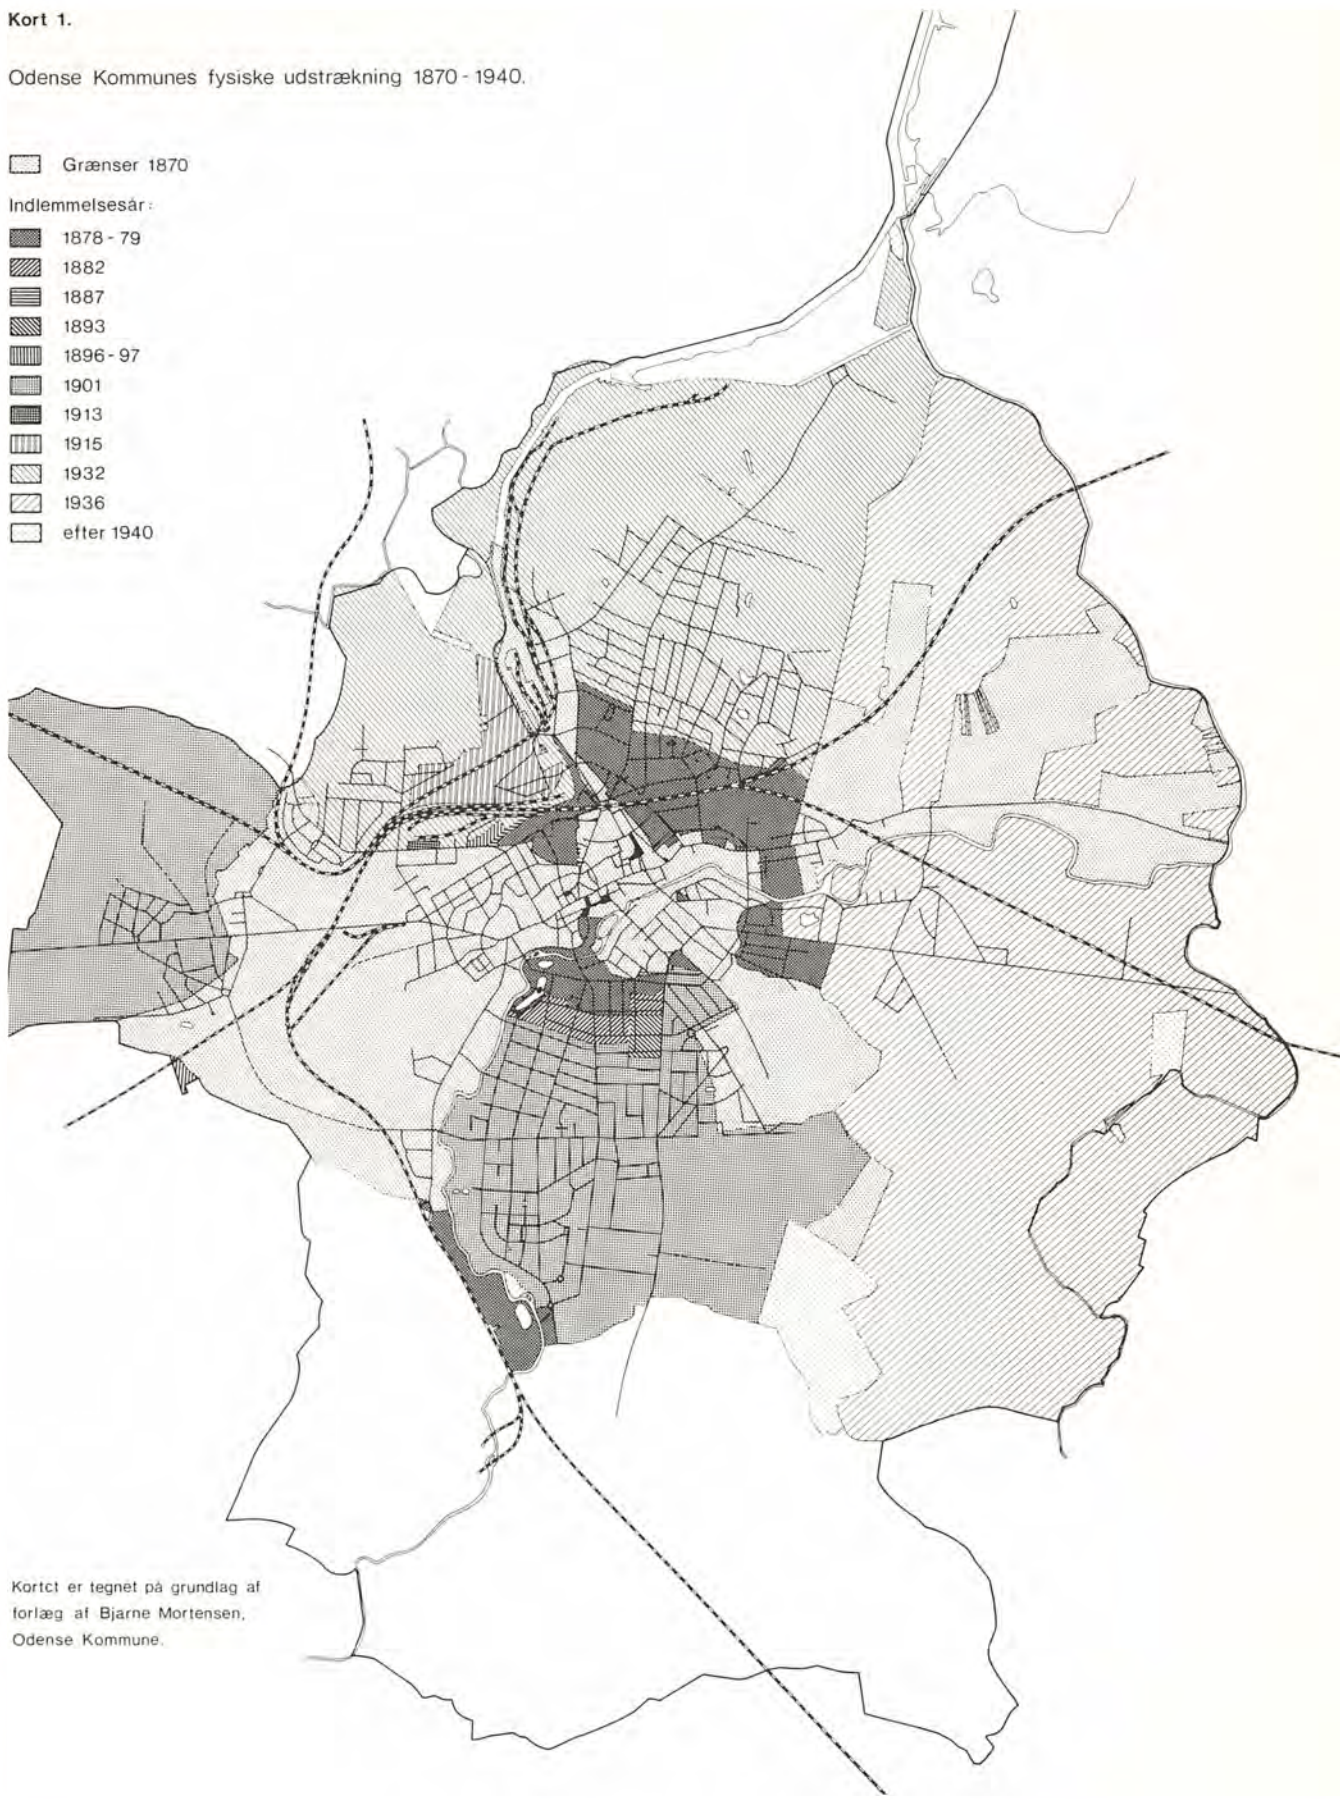 Kort 1.
Odense Kommunes fysiske udstrækning 1870 - 1940.
Grænser 1870
Indlemmelsesår:
1878 - 79
1882
1887
1893
1896 - 97
1901
1913
1915
1932
1936
efter 1940
Kortct er tegnet på grundlag af
forlæg af Bjarne Mortensen,
Odense Kommune.